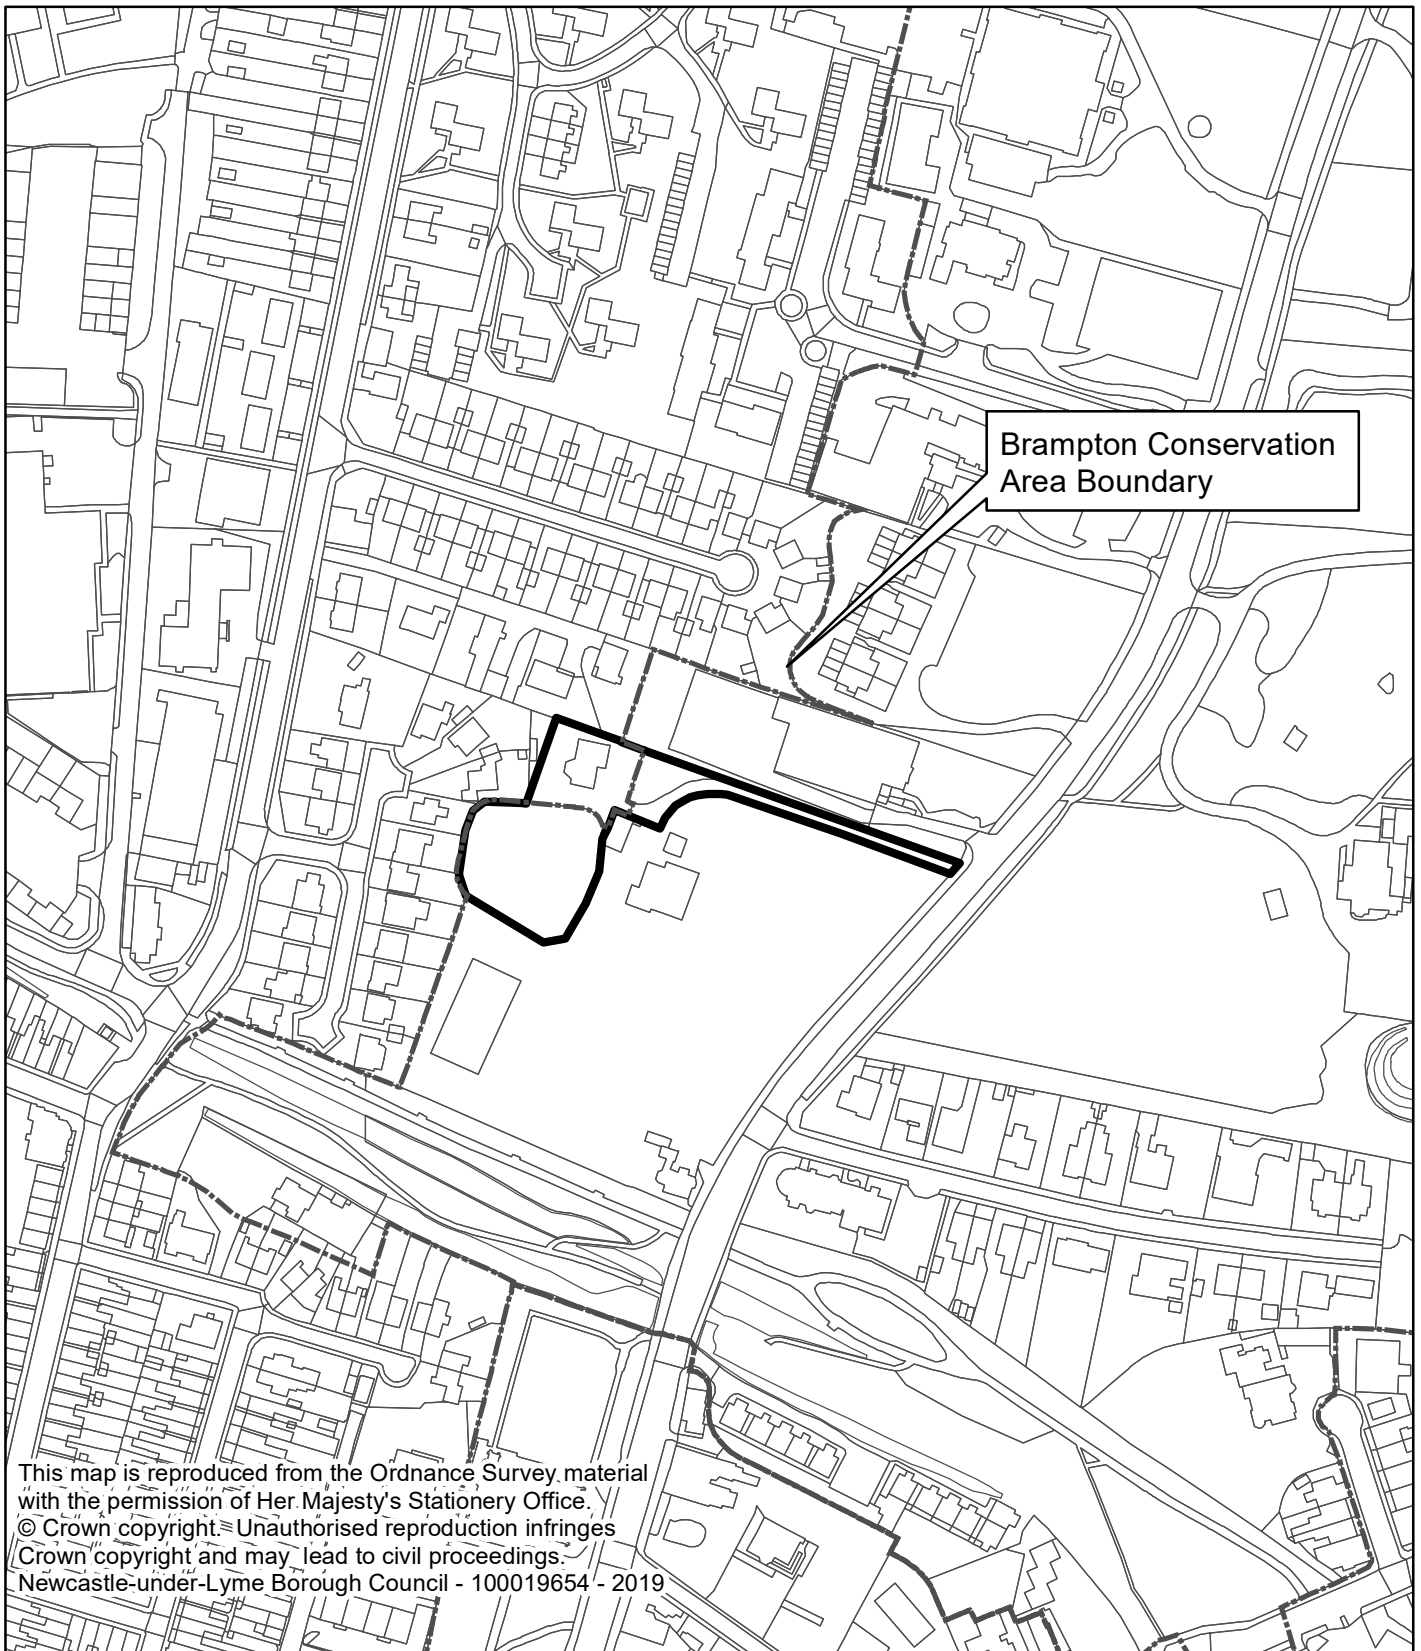 Brampton Conservation
Area Boundary
This map is reproduced from the Ordnance Survey material
with the permission of Her Majesty's Stationery Office.
© Crown copyright. Unauthorised reproduction infringes
Crown copyright and may lead to civil proceedings.
Newcastle-under-Lyme Borough Council - 100019654 - 2019